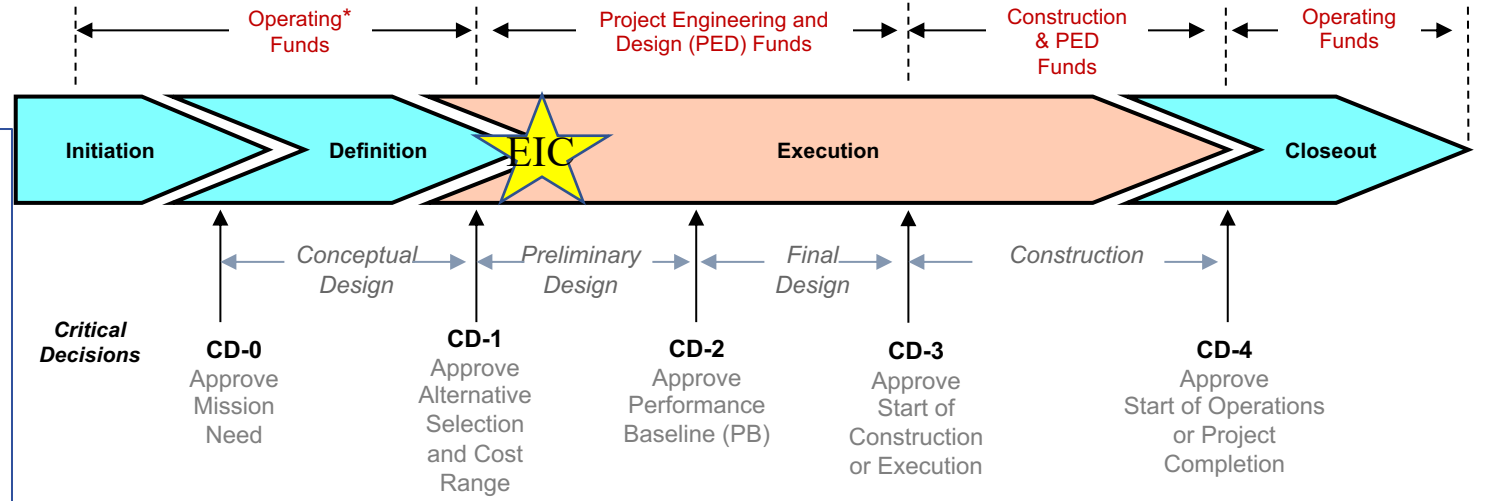 Operating*
Funds
Project Engineering and
Design (PED) Funds
Construction
& PED
Funds
Operating
Funds
Initiation
Definition
EIC
Execution
Closeout
Conceptual
Design
Preliminary
Design
Final
Design
Construction
Critical
Decisions
CD-0
Approve
Mission
Need
CD-1
Approve
Alternative
Selection
and Cost
Range
CD-2
Approve
Performance
Baseline (PB)
CD-3
Approve
Start of
Construction
or Execution
CD-4
Approve
Start of Operations
or Project
Completion